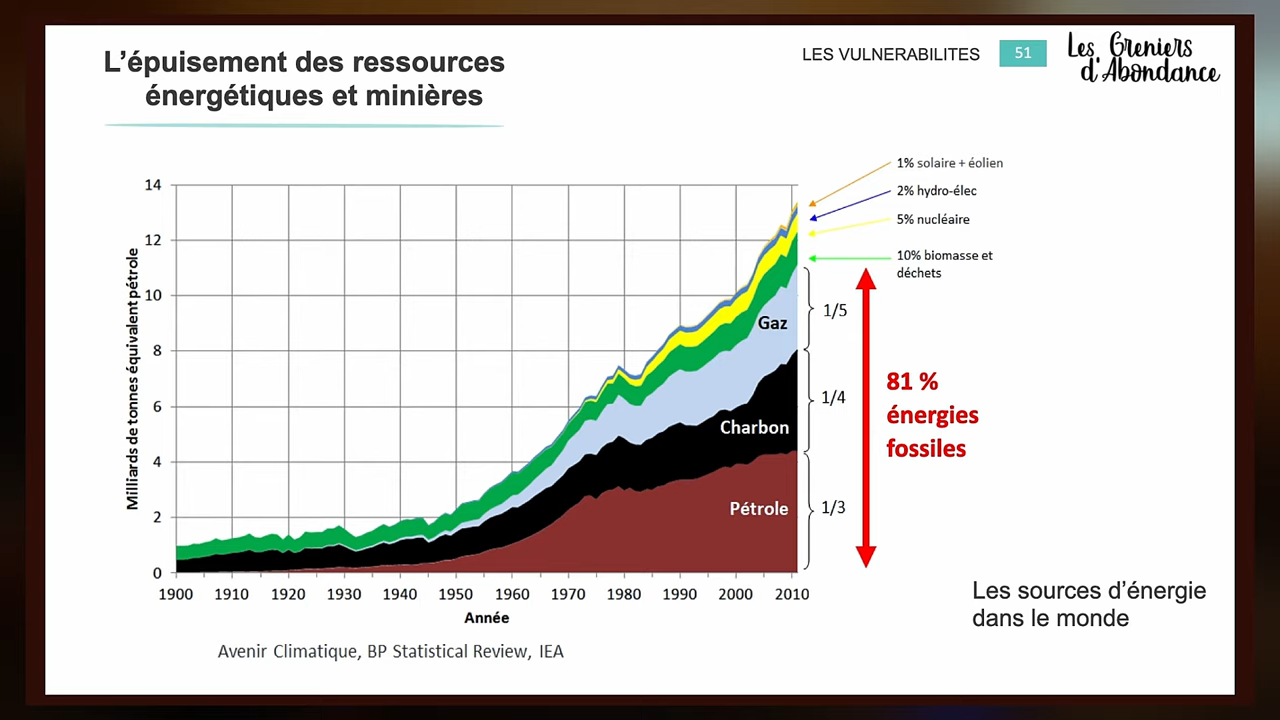 L'épuisement des ressources
énergétiques et minières
LES VULNERABILITES
51
Les Greniers
d'Abondance
1% solaire + éolien
2% hydro-élec
5% nucléaire
10% biomasse et
déchets
Milliards de tonnes équivalent pétrole
14
12
10
8
6
4
2
0
Gaz
Charbon
Pétrole
1/5
1/4
1/3
81 %
énergies
fossiles
1900 1910 1920 1930 1940 1950 1960 1970 1980 1990 2000 2010
Année
Les sources d'énergie
dans le monde
Avenir Climatique, BP Statistical Review, IEA